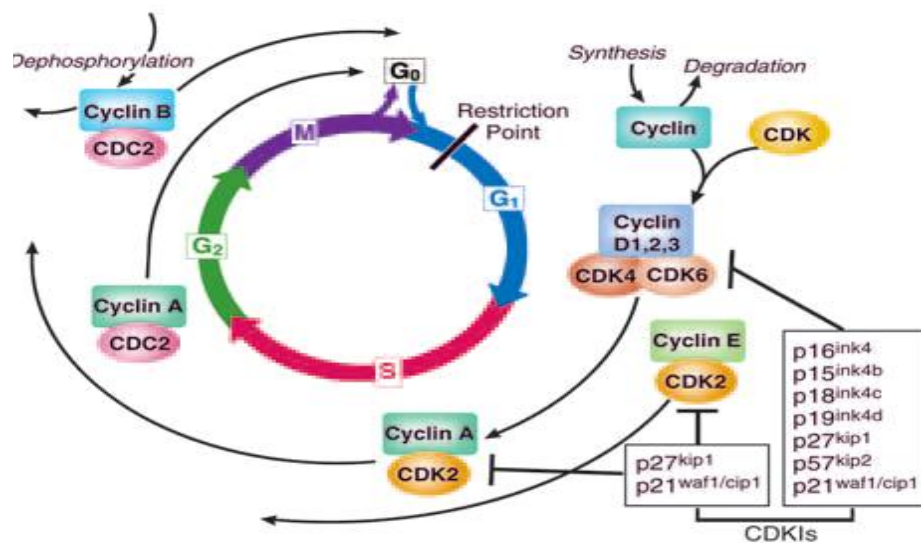 Dephosphorylation
Cyclin B
CDC2
G0
M
Restriction
Point
G1
G2
S
Synthesis
Degradation
Cyclin
CDK
Cyclin
D1,2,3
CDK4 CDK6
Cyclin A
CDC2
Cyclin E
CDK2
Cyclin A
CDK2
p27kip1
p21waf1/cip1
p16ink4
p15ink4b
p18ink4c
p19ink4d
p27kip1
p57kip2
p21waf1/cip1
CDKIs